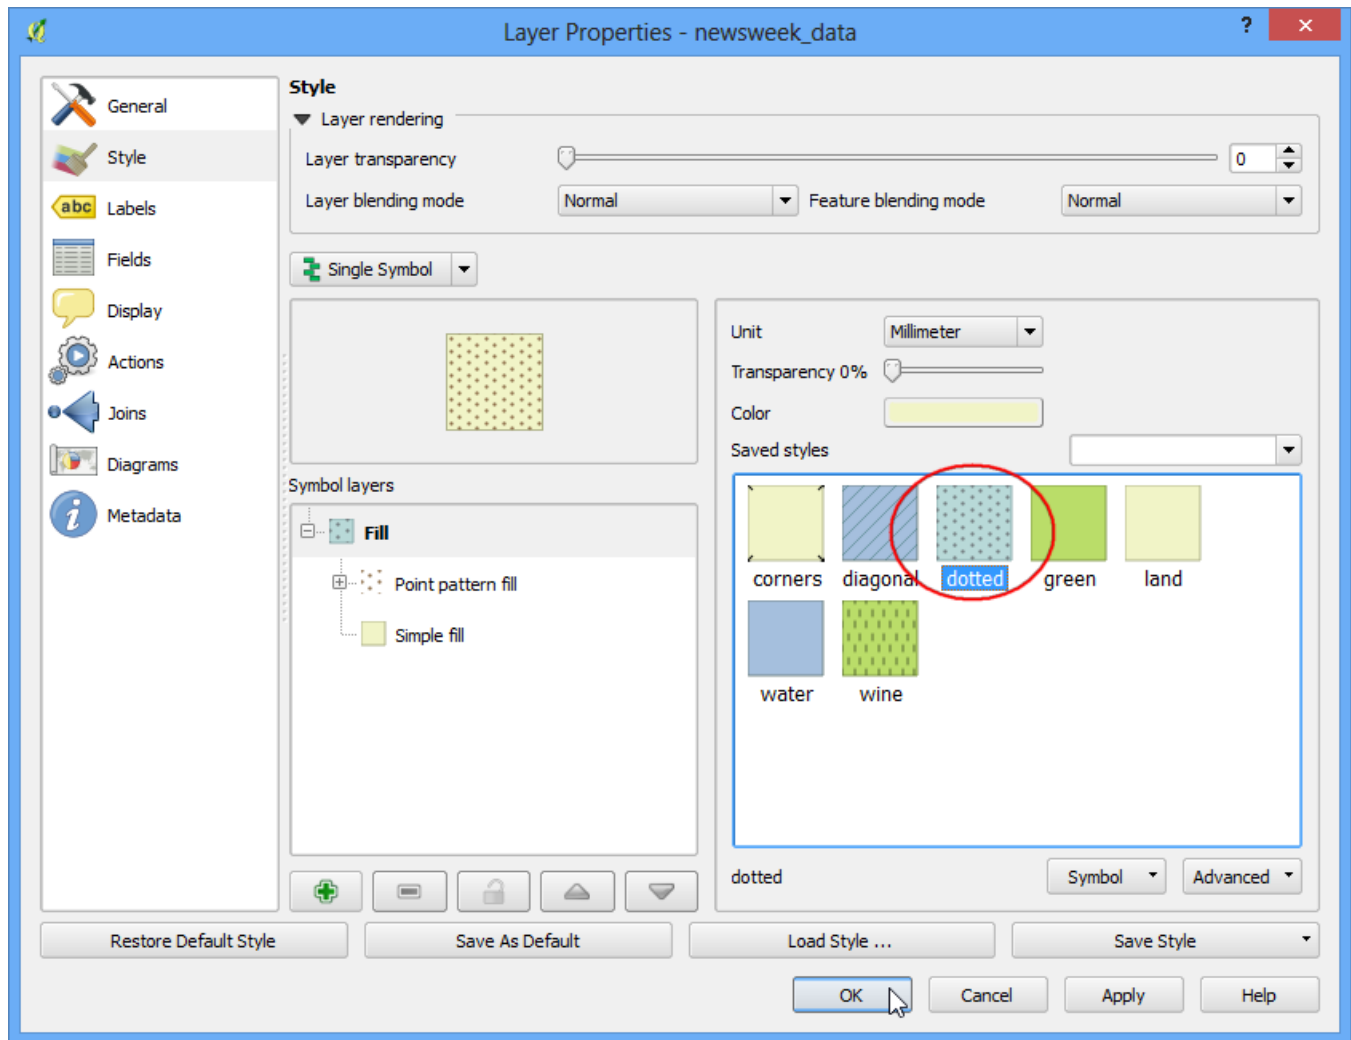 Layer Properties - newsweek_data
?
General
Style
abc Labels
Fields
Display
Actions
Joins
Diagrams
i Metadata
Style
Layer rendering
Layer transparency 0
Layer blending mode Normal Feature blending mode Normal
Single Symbol
Symbol layers
Fill
Point pattern fill
Simple fill
Unit Millimeter
Transparency 0%
Color
Saved styles
corners diagonal dotted green land
water wine
dotted Symbol Advanced
Restore Default Style Save As Default Load Style ... Save Style
OK Cancel Apply Help